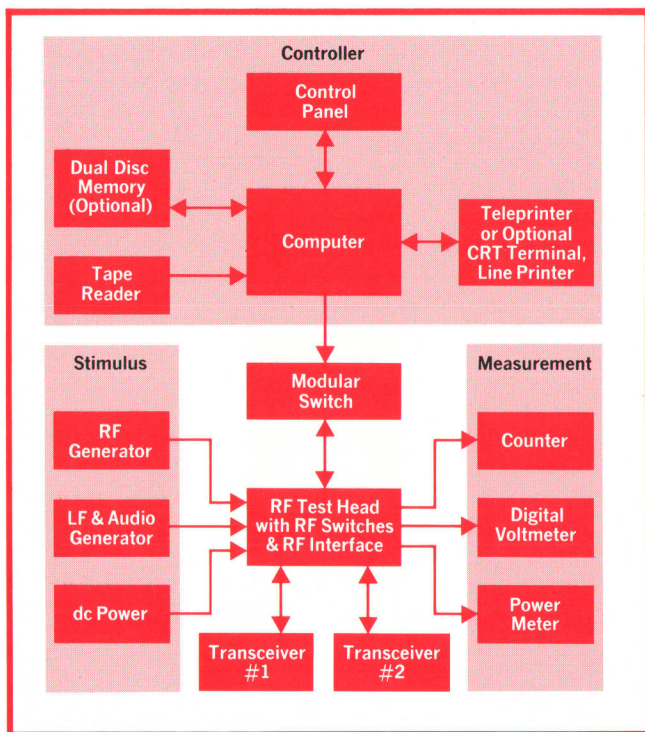 Controller
Control
Panel
Dual Disc
Memory
(Optional)
Computer
Teleprinter
or Optional
CRT Terminal,
Line Printer
Tape
Reader
Stimulus
Modular
Switch
Measurement
RF
Generator
Counter
RF Test Head
with RF Switches
& RF Interface
LF & Audio
Generator
Digital
Voltmeter
dc Power
Power
Meter
Transceiver
#1
Transceiver
#2